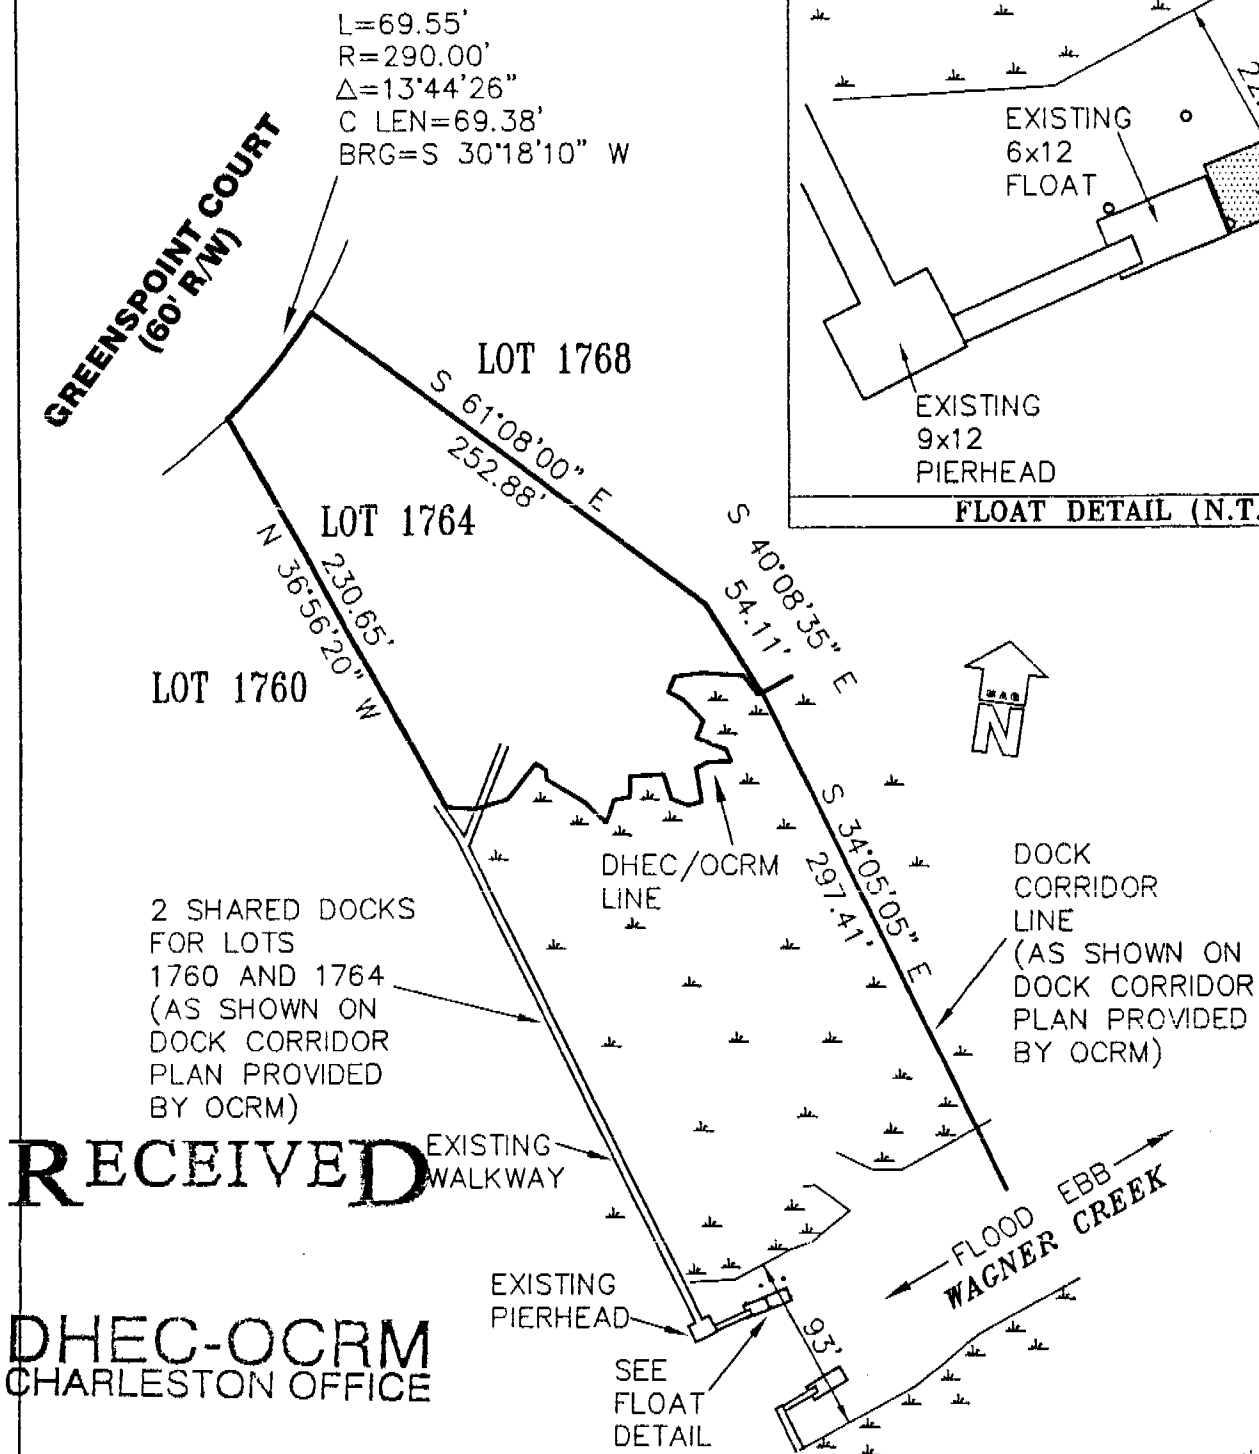 L=69.55'
R=290.00'
Δ=13°44'26"
C LEN=69.38'
BRG=S 30°18'10" W
GREENSPOINT COURT
(60' R/W)
EXISTING
6x12
FLOAT
EXISTING
9x12
PIERHEAD
FLOAT DETAIL (N.T.
LOT 1768
S 61°08'00" E
252.88'
LOT 1764
N 36°56'20" W
230.65'
S 40°08'35" E
54.11'
LOT 1760
N
S 34°05'05" E
297.41'
DHEC/OCRM
LINE
DOCK
CORRIDOR
LINE
(AS SHOWN ON
DOCK CORRIDOR
PLAN PROVIDED
BY OCRM)
2 SHARED DOCKS
FOR LOTS
1760 AND 1764
(AS SHOWN ON
DOCK CORRIDOR
PLAN PROVIDED
BY OCRM)
RECEIVED
EXISTING
WALKWAY
FLOOD EBB
WAGNER CREEK
EXISTING
PIERHEAD
93'
DHEC-OCRM
CHARLESTON OFFICE
SEE
FLOAT
DETAIL